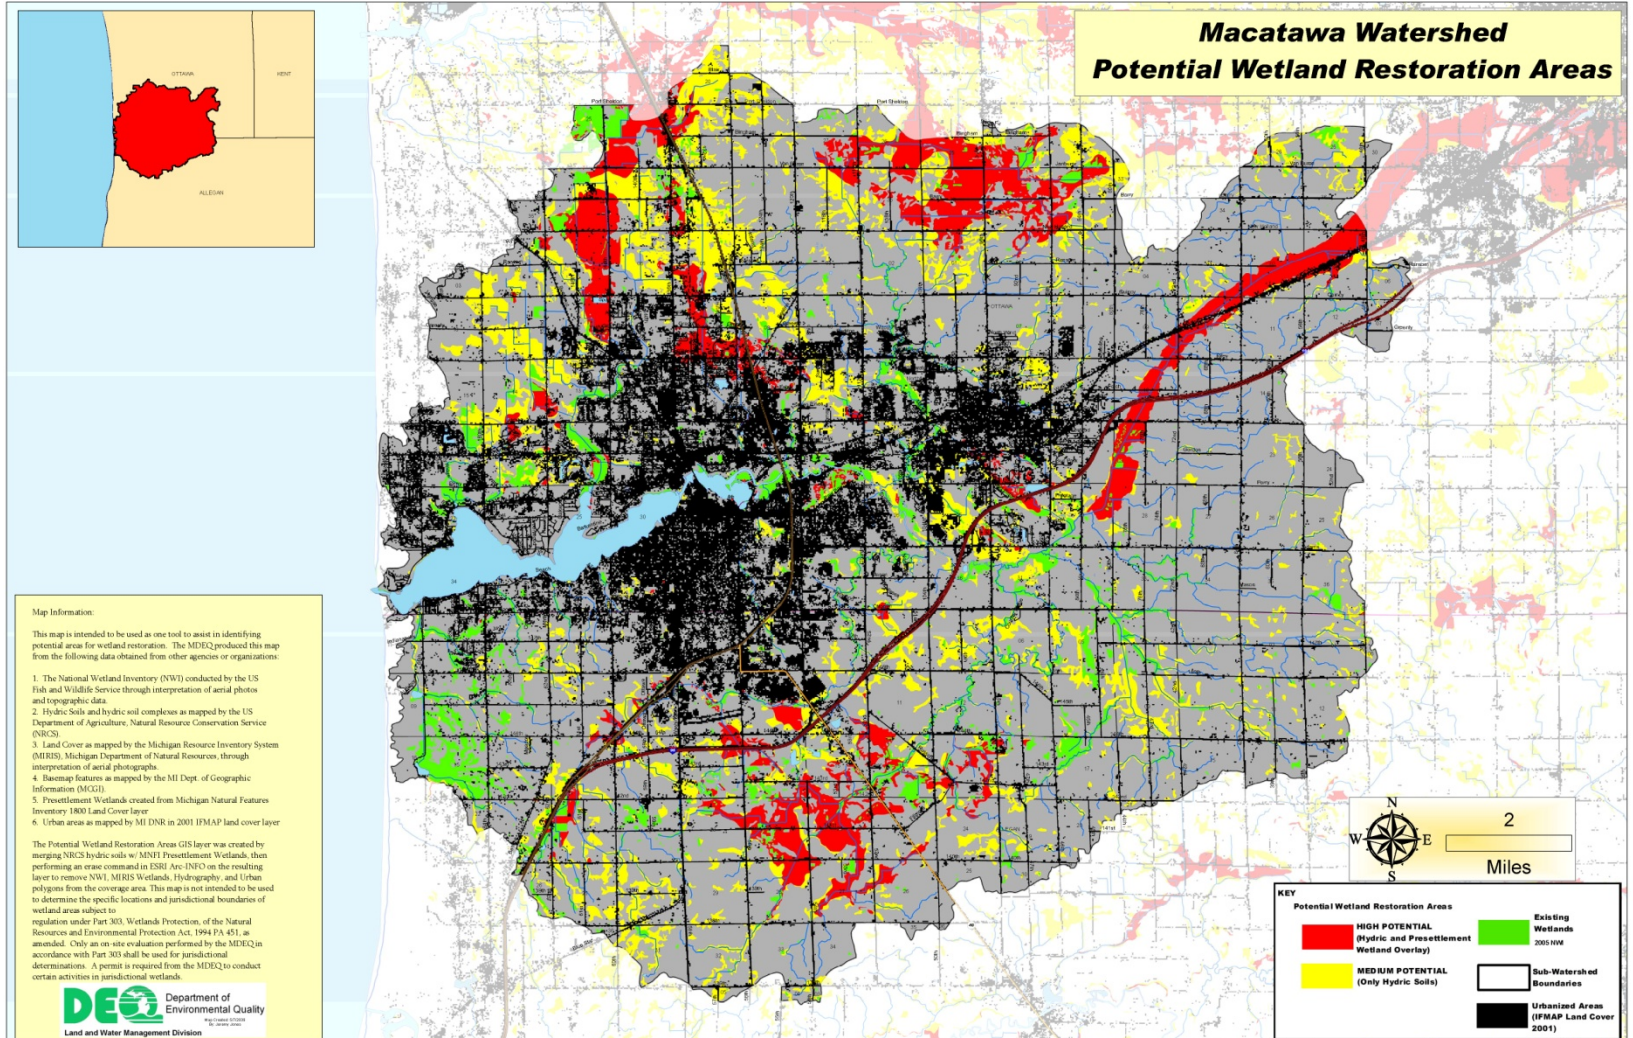 Macatawa Watershed
Potential Wetland Restoration Areas
OTTAWA
KENT
ALLEGAN
Port Sheldon
Port Sheldon
Map Information:
This map is intended to be used as one tool to assist in identifying
potential areas for wetland restoration. The MDEQ produced this map
from the following data obtained from other agencies or organizations:
1. The National Wetland Inventory (NWI) conducted by the US
Fish and Wildlife Service through interpretation of aerial photos
and topographic data.
2. Hydric Soils and hydric soil complexes as mapped by the US
Department of Agriculture, Natural Resource Conservation Service
(NRCS).
3. Land Cover as mapped by the Michigan Resource Inventory System
(MIRIS), Michigan Department of Natural Resources, through
interpretation of aerial photographs.
4. Basemap features as mapped by the MI Dept. of Geographic
Information (MCGI).
5. Presettlement Wetlands created from Michigan Natural Features
Inventory 1800 Land Cover layer
6. Urban areas as mapped by MI DNR in 2001 IFMAP land cover layer
The Potential Wetland Restoration Areas GIS layer was created by
merging NRCS hydric soils w/ MNFI Presettlement Wetlands, then
performing an erase command in ESRI Arc-INFO on the resulting
layer to remove NWI, MIRIS Wetlands, Hydrography, and Urban
polygons from the coverage area. This map is not intended to be used
to determine the specific locations and jurisdictional boundaries of
wetland areas subject to
regulation under Part 303, Wetlands Protection, of the Natural
Resources and Environmental Protection Act, 1994 PA 451, as
amended. Only an on-site evaluation performed by the MDEQ in
accordance with Part 303 shall be used for jurisdictional
determinations. A permit is required from the MDEQ to conduct
certain activities in jurisdictional wetlands.
DEQ
Department of
Environmental Quality
Land and Water Management Division
N
W E
S
2
Miles
KEY
Potential Wetland Restoration Areas
HIGH POTENTIAL
(Hydric and Presettlement
Wetland Overlay)
MEDIUM POTENTIAL
(Only Hydric Soils)
Existing
Wetlands
2005 NWI
Sub-Watershed
Boundaries
Urbanized Areas
(IFMAP Land Cover
2001)